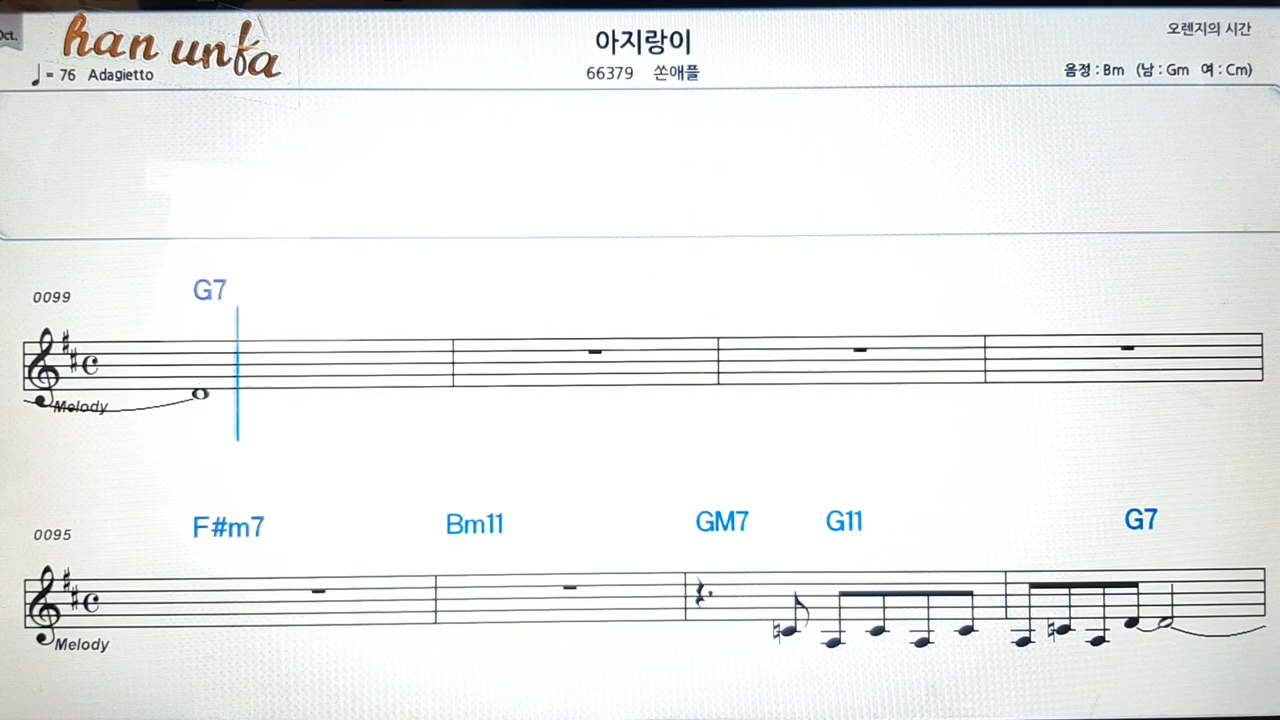 Oct.
han unfa
♩ = 76 Adagietto
아지랑이
66379 쏜애플
오렌지의 시간
음정 : Bm (남 : Gm 여 : Cm)
G7
0099
Melody
F#m7 Bm11 GM7 G11 G7
0095
Melody